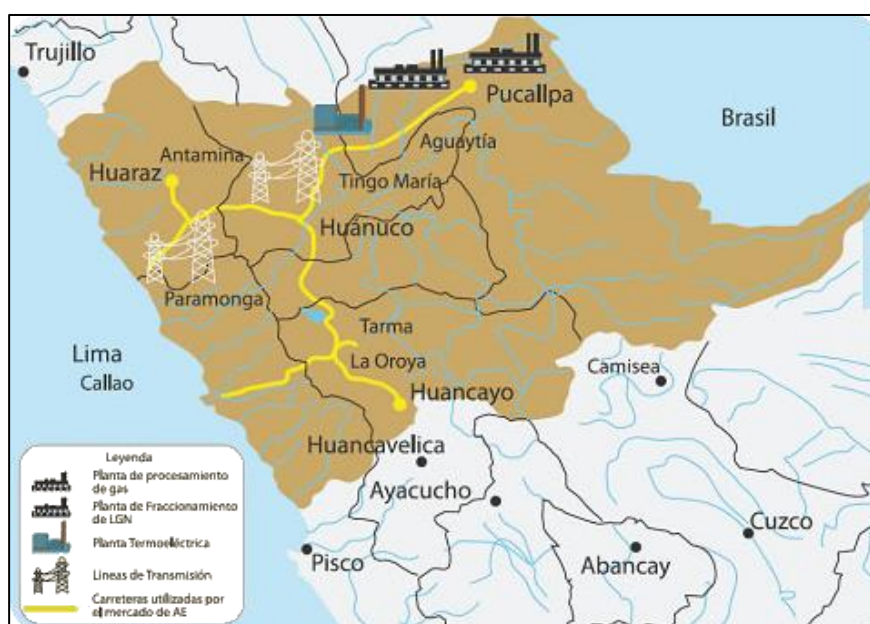 Trujillo
Pucallpa
Brasil
Aguaytía
Antamina
Huaraz
Tingo María
Huánuco
Paramonga
Tarma
Lima
La Oroya
Callao
Camisea
Huancayo
Huancavelica
Ayacucho
Cuzco
Pisco
Abancay
Leyenda
Planta de procesamiento
de gas
Planta de Fraccionamiento
de LGN
Planta Termoeléctrica
Lineas de Transmisión
Carreteras utilizadas por
el mercado de AE